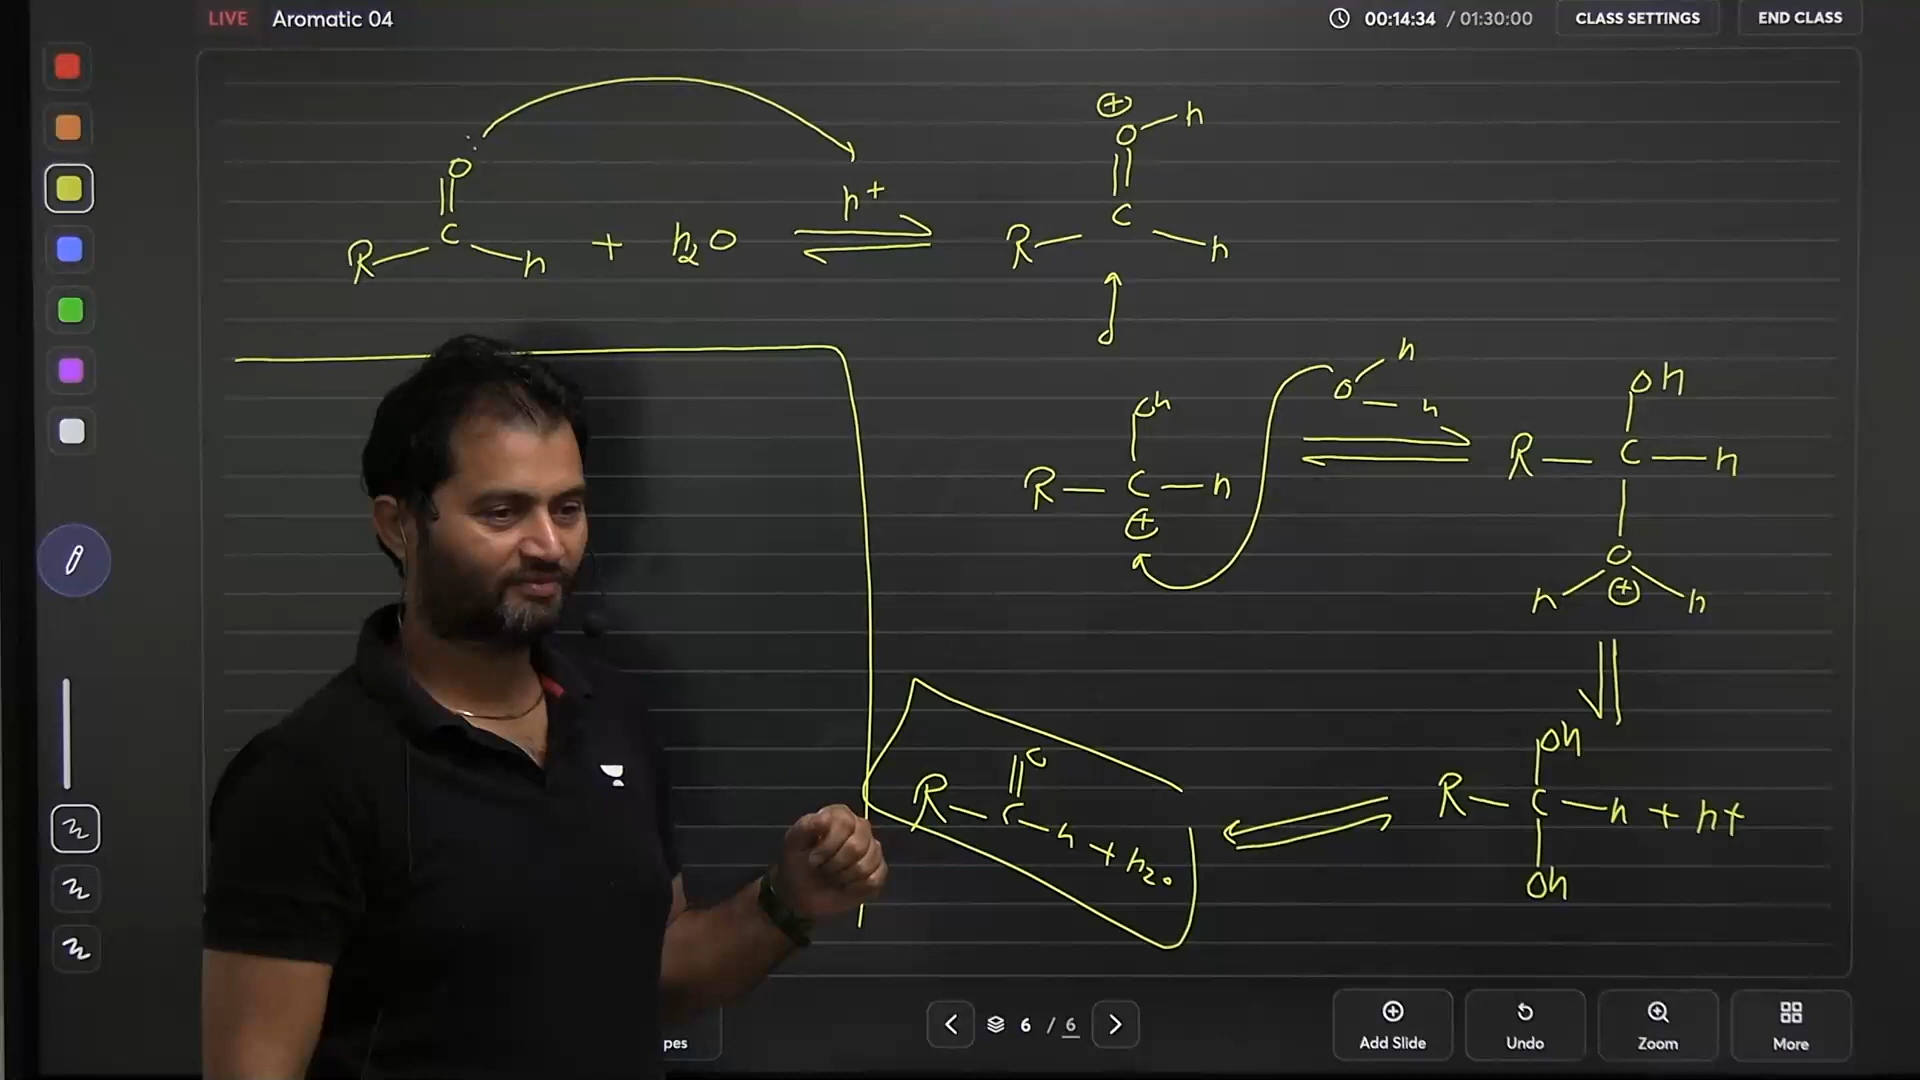 LIVE Aromatic 04 00:14:34 / 01:30:00 CLASS SETTINGS END CLASS
⊕
O h
O
h+
C
R C h + h2O ⇌ R h
h
Oh O h Oh
R — C — h ⇌ R — C — h
⊕
O
h ⊕ h
Oh
O
R C h + h2O ⇌ R — C — h + h+
Oh
pes 6 / 6 Add Slide Undo Zoom More